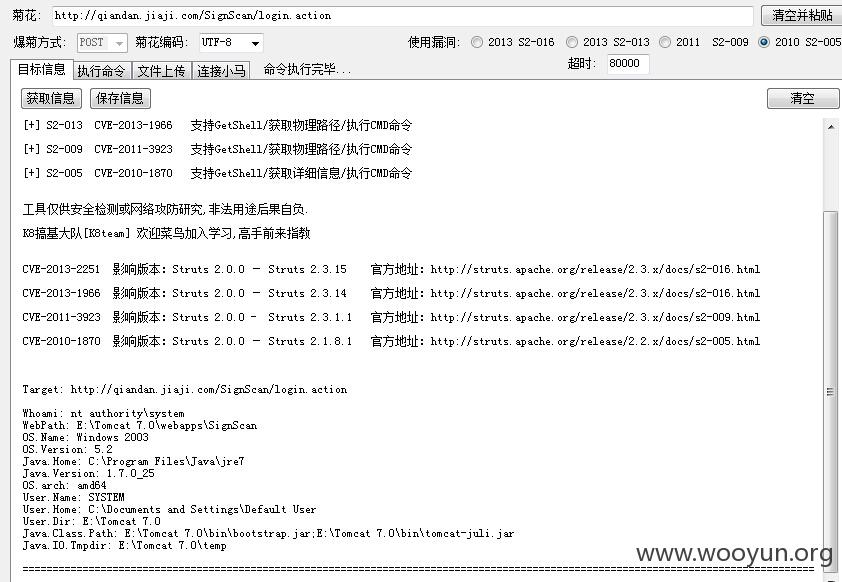 菊花: http://qiandan.jiaji.com/SignScan/login.action 清空并粘贴
爆菊方式: POST 菊花编码: UTF-8 使用漏洞: 2013 S2-016 2013 S2-013 2011 S2-009 2010 S2-005
目标信息 执行命令 文件上传 连接小马 命令执行完毕... 超时: 80000
获取信息 保存信息 清空
[+] S2-013 CVE-2013-1966 支持GetShell/获取物理路径/执行CMD命令
[+] S2-009 CVE-2011-3923 支持GetShell/获取物理路径/执行CMD命令
[+] S2-005 CVE-2010-1870 支持GetShell/获取详细信息/执行CMD命令
工具仅供安全检测或网络攻防研究,非法用途后果自负.
K8搞基大队[K8team] 欢迎菜鸟加入学习,高手前来指教
CVE-2013-2251 影响版本: Struts 2.0.0 - Struts 2.3.15 官方地址: http://struts.apache.org/release/2.3.x/docs/s2-016.html
CVE-2013-1966 影响版本: Struts 2.0.0 - Struts 2.3.14 官方地址: http://struts.apache.org/release/2.3.x/docs/s2-016.html
CVE-2011-3923 影响版本: Struts 2.0.0 - Struts 2.3.1.1 官方地址: http://struts.apache.org/release/2.3.x/docs/s2-009.html
CVE-2010-1870 影响版本: Struts 2.0.0 - Struts 2.1.8.1 官方地址: http://struts.apache.org/release/2.2.x/docs/s2-005.html
Target: http://qiandan.jiaji.com/SignScan/login.action
Whoami: nt authority\system
WebPath: E:\Tomcat 7.0\webapps\SignScan
OS.Name: Windows 2003
OS.Version: 5.2
Java.Home: C:\Program Files\Java\jre7
Java.Version: 1.7.0_25
OS.arch: amd64
User.Name: SYSTEM
User.Home: C:\Documents and Settings\Default User
User.Dir: E:\Tomcat 7.0
Java.Class.Path: E:\Tomcat 7.0\bin\bootstrap.jar;E:\Tomcat 7.0\bin\tomcat-juli.jar
Java.IO.Tmpdir: E:\Tomcat 7.0\temp
www.wooyun.org